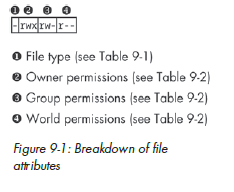 ❶ ❷ ❸ ❹
-rwxrw-r--
❶ File type (see Table 9-1)
❷ Owner permissions (see Table 9-2)
❸ Group permissions (see Table 9-2)
❹ World permissions (see Table 9-2)
Figure 9-1: Breakdown of file
attributes